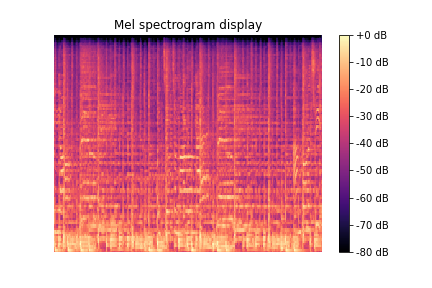 Mel spectrogram display
+0 dB
-10 dB
-20 dB
-30 dB
-40 dB
-50 dB
-60 dB
-70 dB
-80 dB